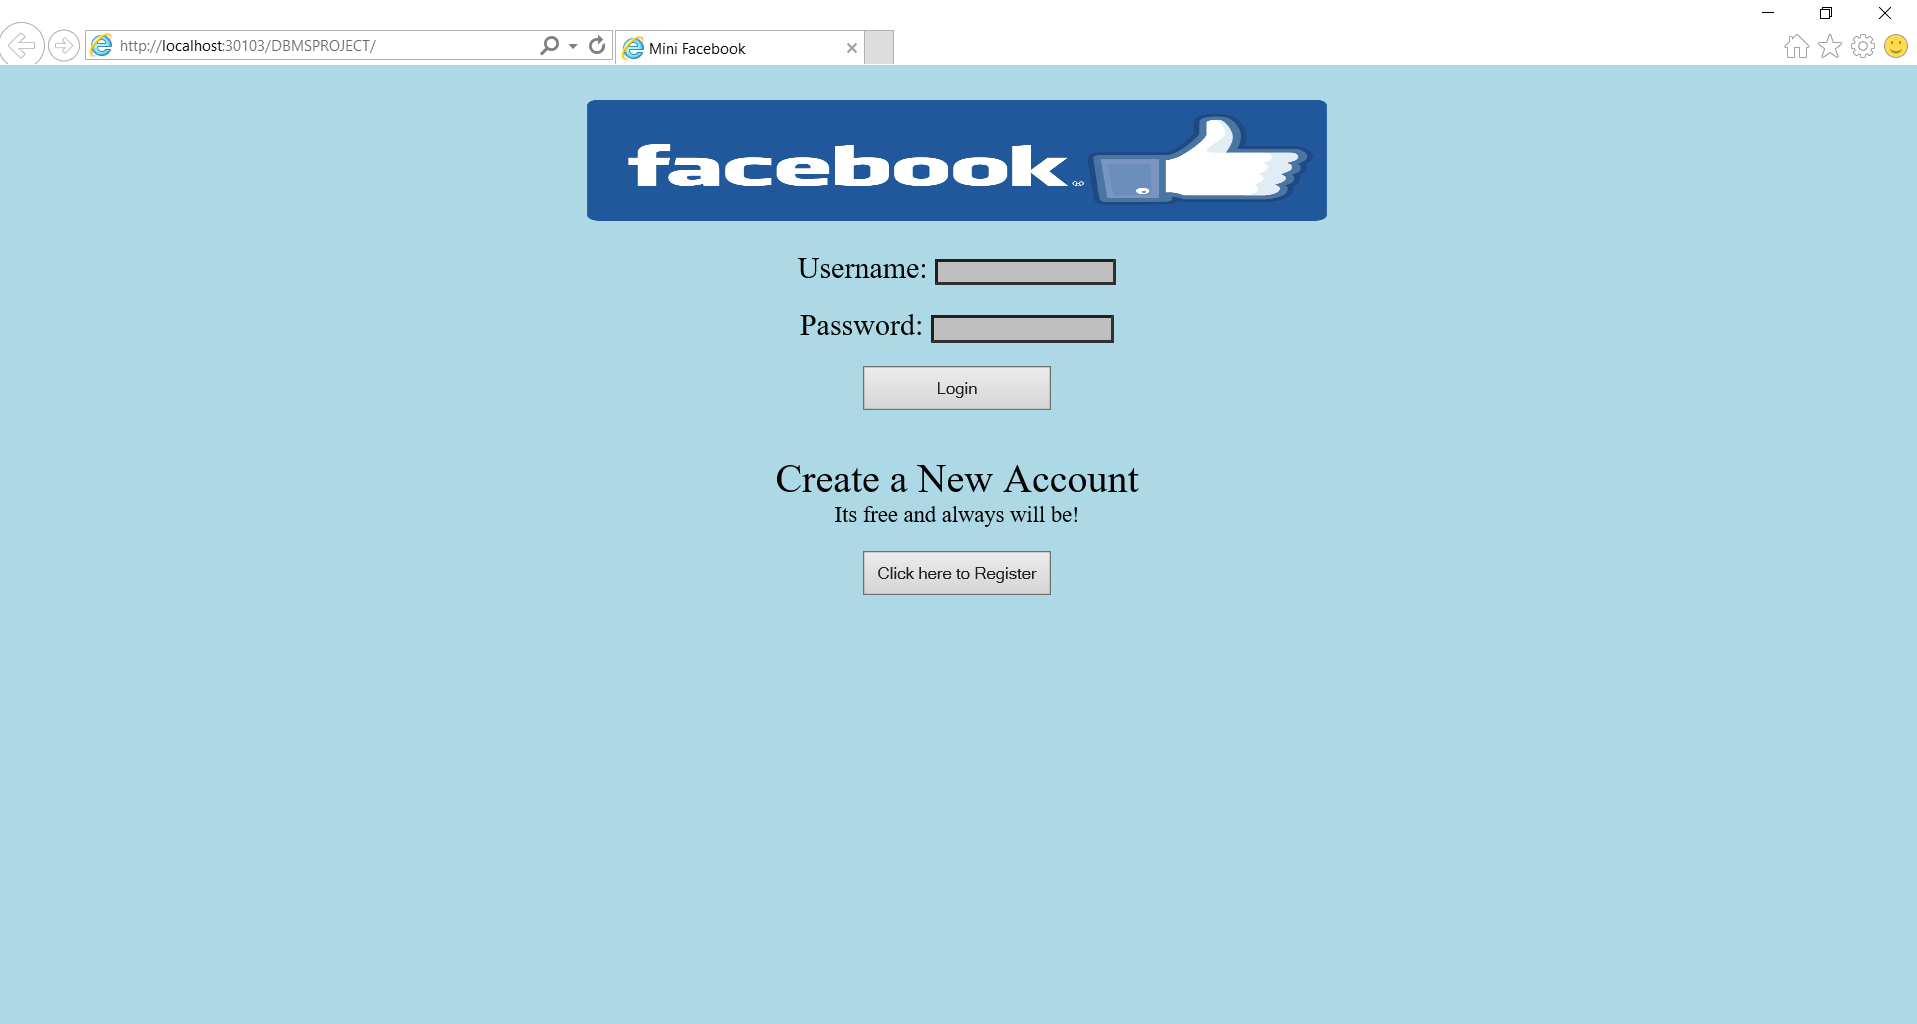 http://localhost:30103/DBMSPROJECT/
Mini Facebook
facebook
Username:
Password:
Login
Create a New Account
Its free and always will be!
Click here to Register